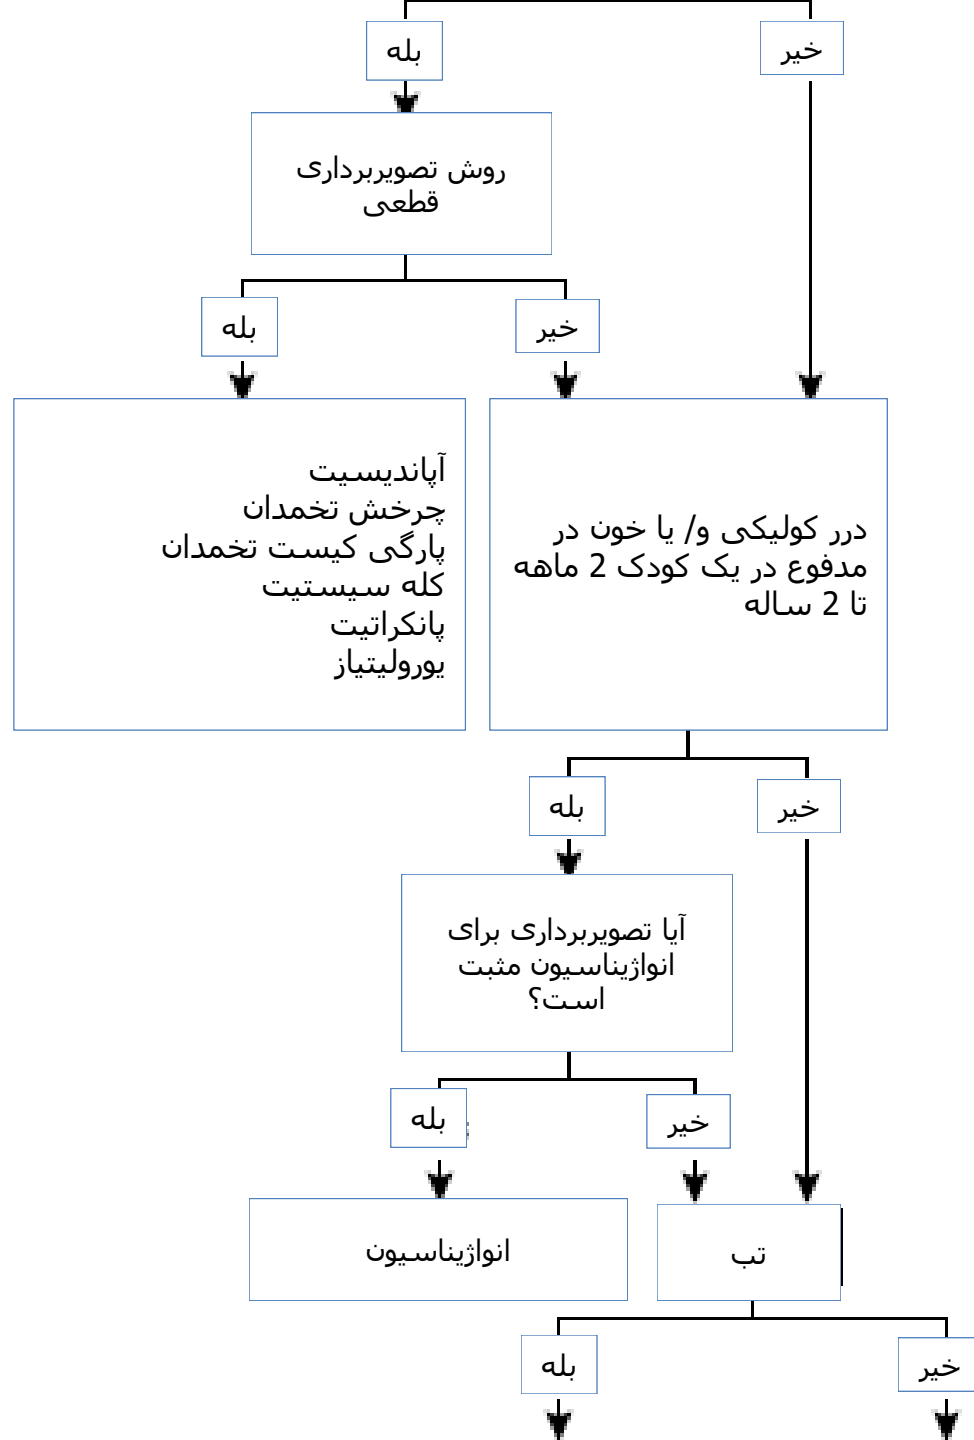 بله
خیر
روش تصویربرداری
قطعی
بله
خیر
آپاندیسیت
چرخش تخمدان
پارگی کیست تخمدان
کله سیستیت
پانکراتیت
یورولیتیاز
درر کولیکی و/ یا خون در
مدفوع در یک کودک 2 ماهه
تا 2 ساله
بله
خیر
آیا تصویربرداری برای
انواژیناسیون مثبت
است؟
بله
خیر
انواژیناسیون
تب
بله
خیر